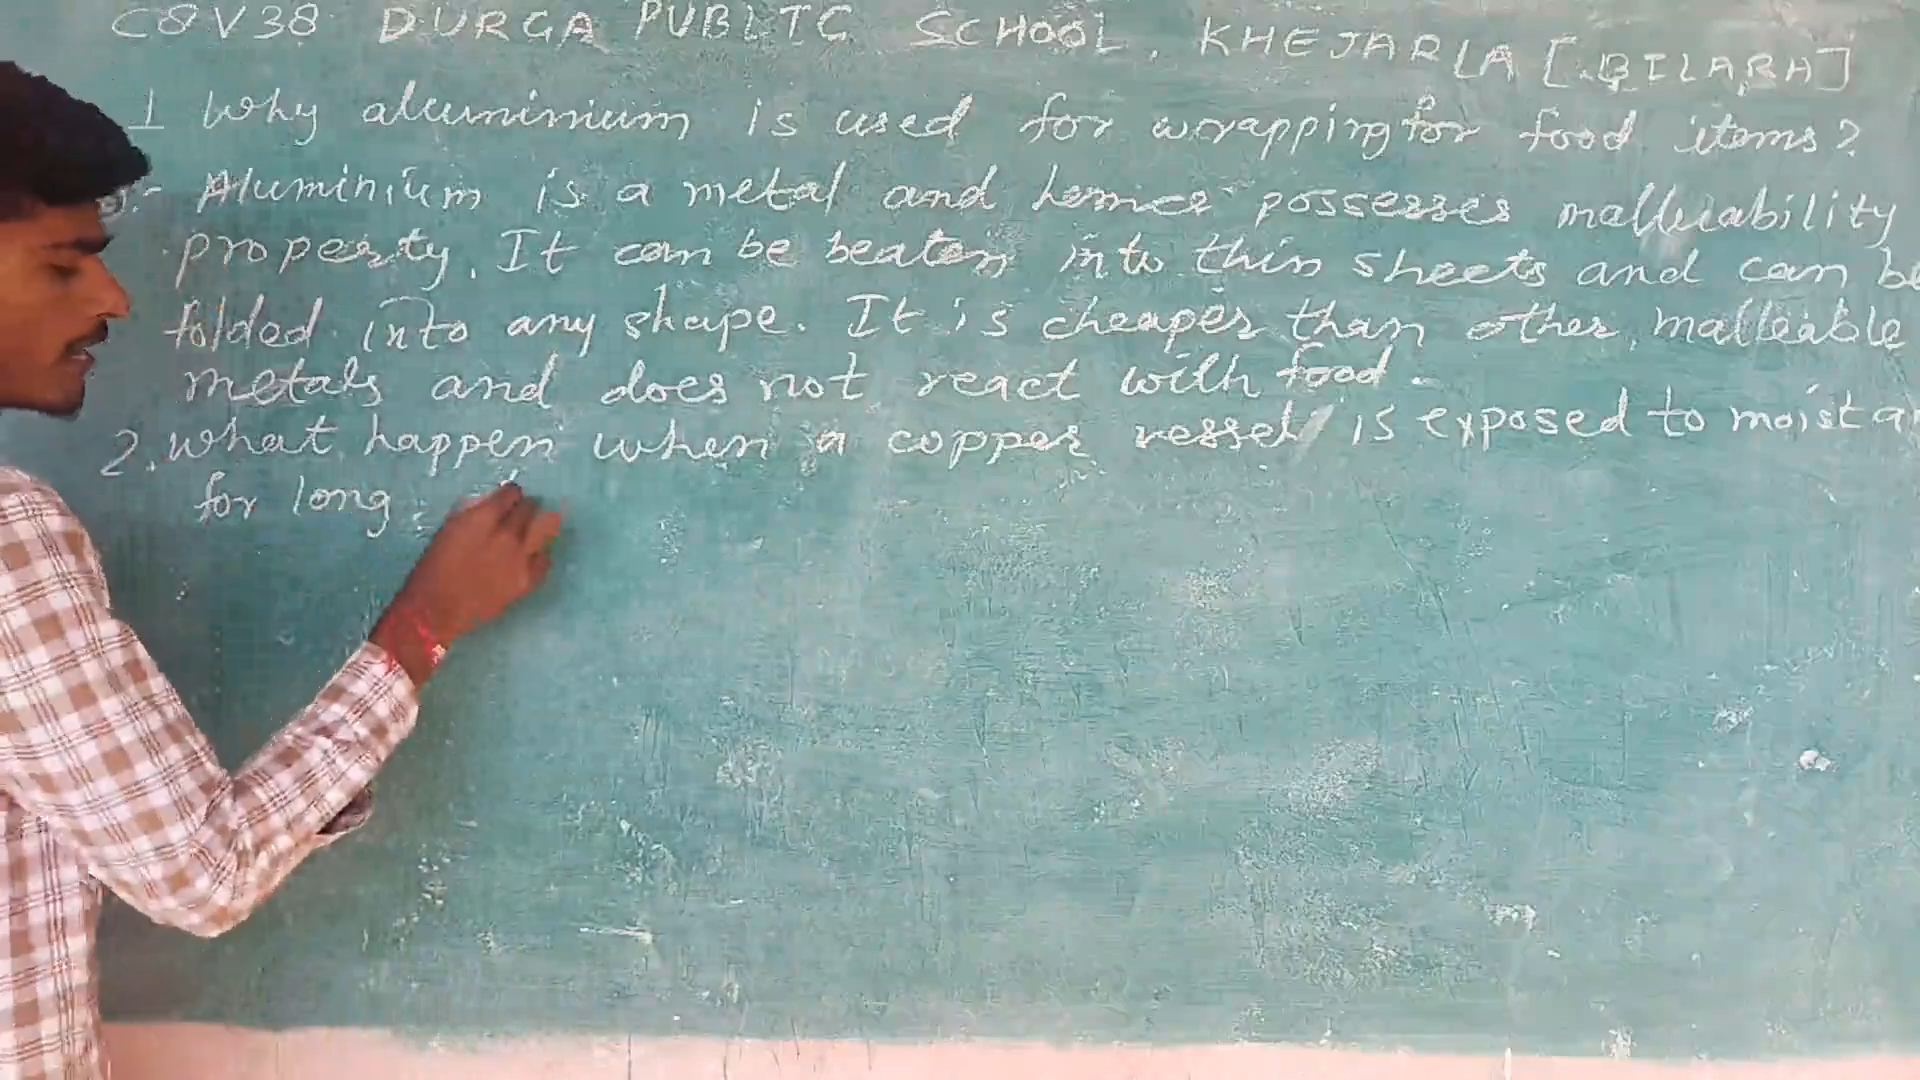 C8V38 DURGA PUBLIC SCHOOL, KHEJARLA [BILARA]
1 Why aluminium is used for wrapping for food items?
:- Aluminium is a metal and hence possesses malleability
property. It can be beaten into thin sheets and can be
folded into any shape. It is cheaper than other malleable
metals and does not react with food.
2. What happen when a copper vessel is exposed to moist
for long